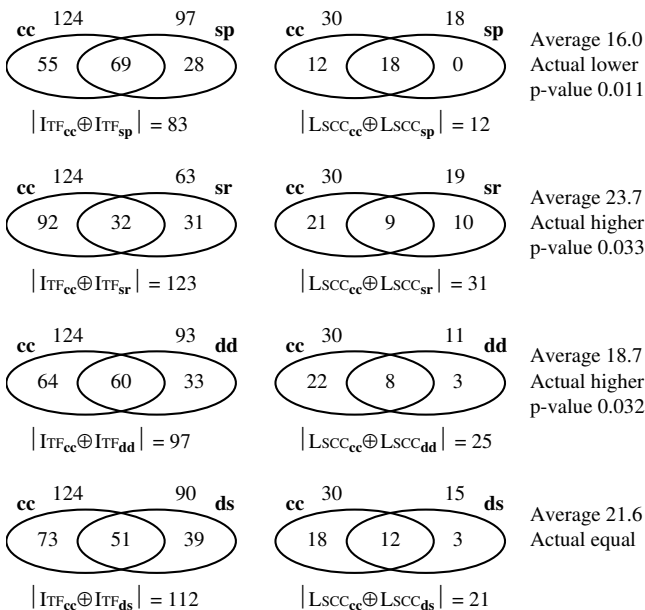 124 97 30 18
cc sp cc sp
55 69 28 12 18 0
Average 16.0
Actual lower
p-value 0.011
|ITFcc⊕ITFsp| = 83 |LSCCcc⊕LSCCsp| = 12
124 63 30 19
cc sr cc sr
92 32 31 21 9 10
Average 23.7
Actual higher
p-value 0.033
|ITFcc⊕ITFsr| = 123 |LSCCcc⊕LSCCsr| = 31
124 93 30 11
cc dd cc dd
64 60 33 22 8 3
Average 18.7
Actual higher
p-value 0.032
|ITFcc⊕ITFdd| = 97 |LSCCcc⊕LSCCdd| = 25
124 90 30 15
cc ds cc ds
73 51 39 18 12 3
Average 21.6
Actual equal
|ITFcc⊕ITFds| = 112 |LSCCcc⊕LSCCds| = 21